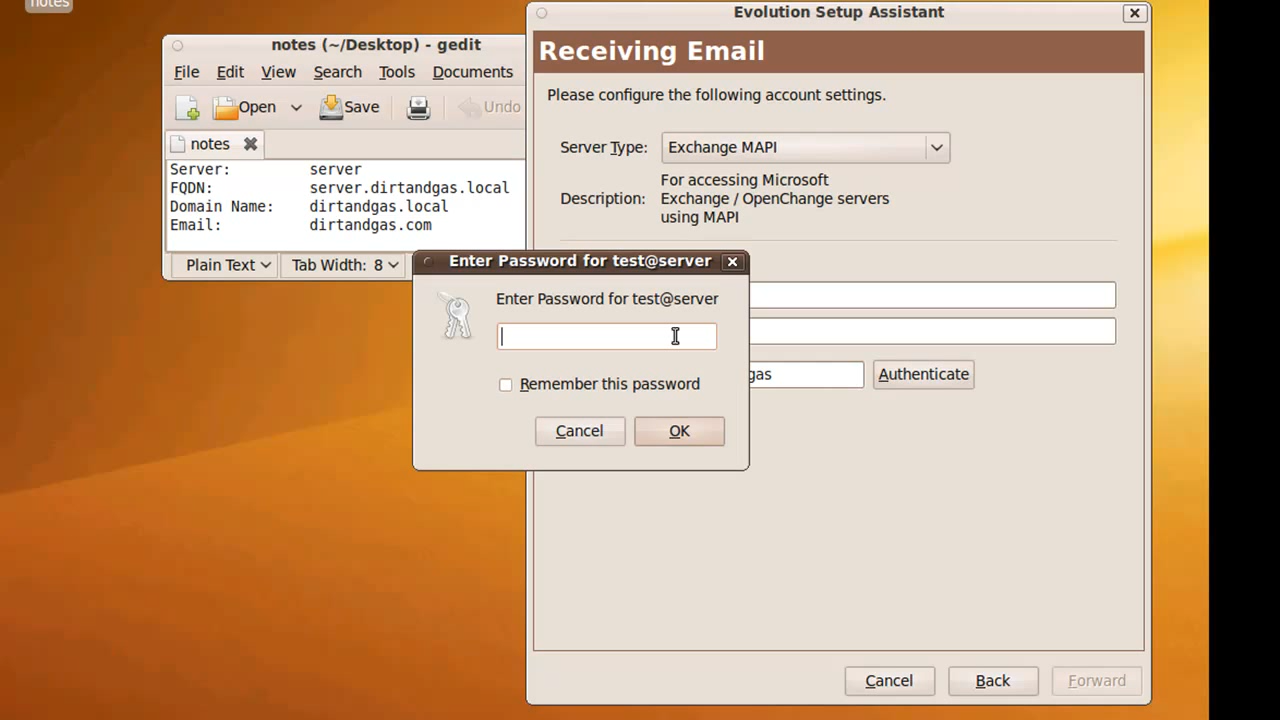 notes
Evolution Setup Assistant
notes (~/Desktop) - gedit
File Edit View Search Tools Documents
Open Save Undo
notes
Server: server
FQDN: server.dirtandgas.local
Domain Name: dirtandgas.local
Email: dirtandgas.com
Plain Text Tab Width: 8
Receiving Email
Please configure the following account settings.
Server Type: Exchange MAPI
Description: For accessing Microsoft
Exchange / OpenChange servers
using MAPI
Enter Password for test@server
Enter Password for test@server
Remember this password
Cancel OK
gas Authenticate
Cancel Back Forward